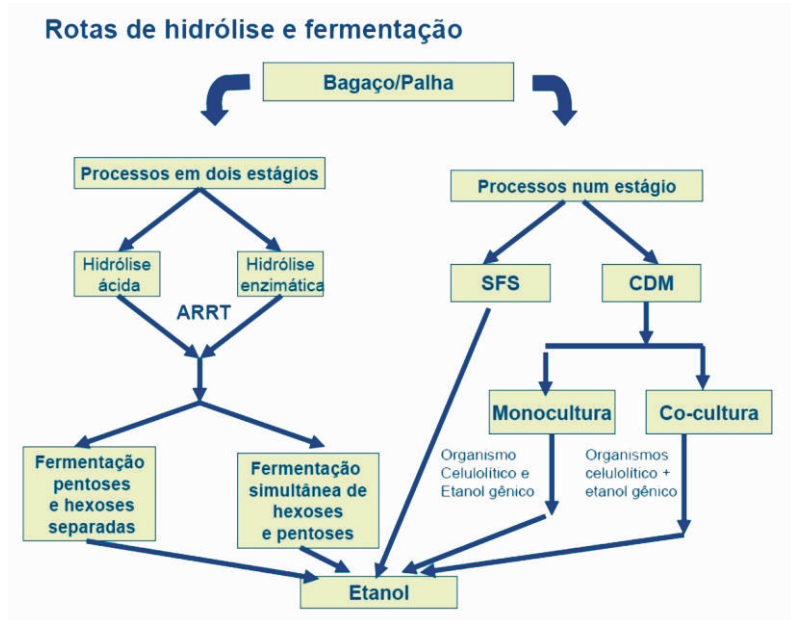 Rotas de hidrólise e fermentação
Bagaço/Palha
Processos em dois estágios
Processos num estágio
Hidrólise
ácida
Hidrólise
enzimática
ARRT
SFS
CDM
Monocultura
Co-cultura
Organismo
Celulolítico e
Etanol gênico
Organismos
celulolítico +
etanol gênico
Fermentação
pentoses
e hexoses
separadas
Fermentação
simultânea de
hexoses
e pentoses
Etanol